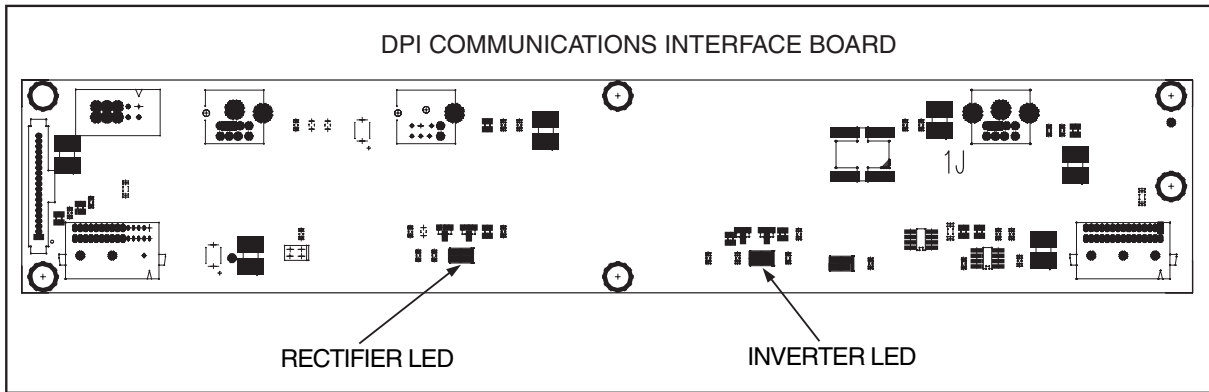 DPI COMMUNICATIONS INTERFACE BOARD
1J
RECTIFIER LED
INVERTER LED